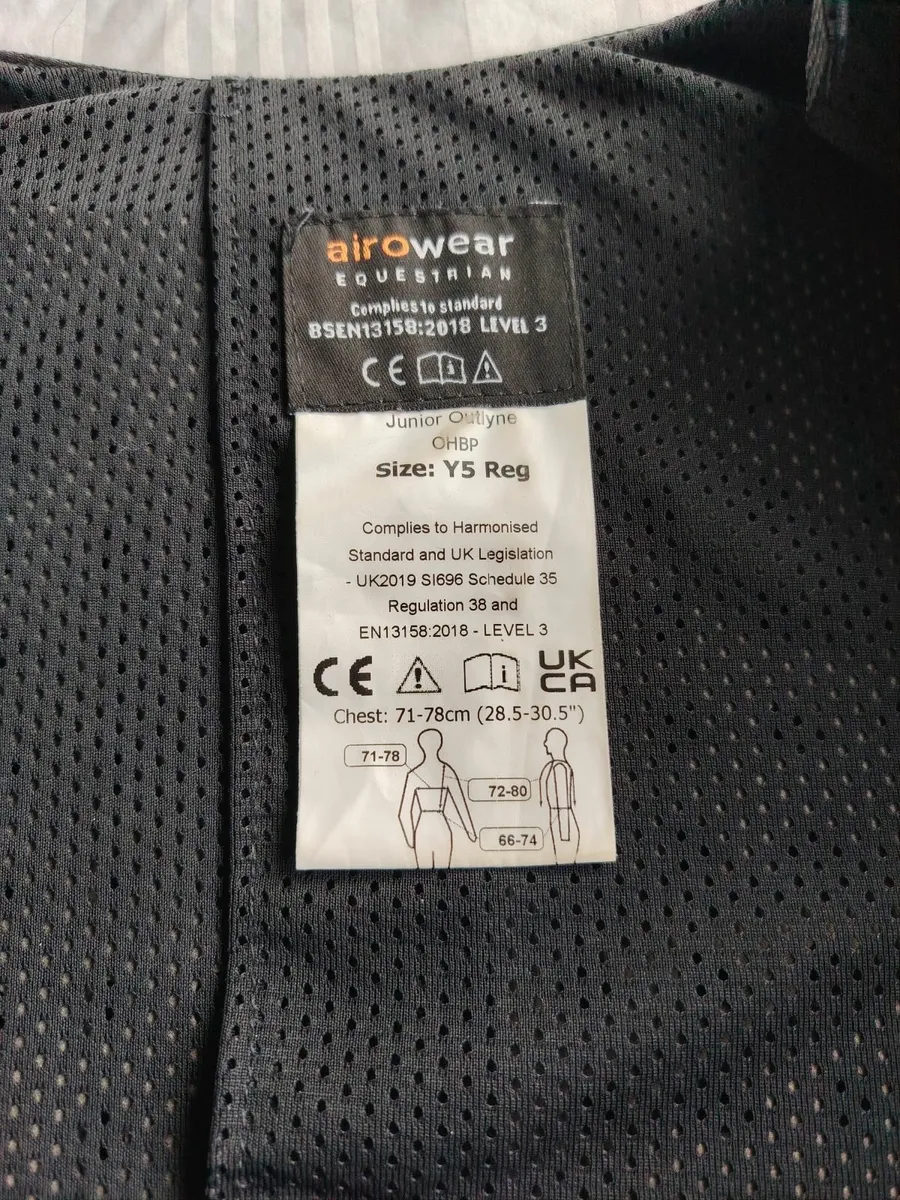 airowear
EQUESTRIAN
Complies to standard
BSEN13158:2018 LEVEL 3
CE
Junior Outlyne
OHBP
Size: Y5 Reg
Complies to Harmonised
Standard and UK Legislation
- UK2019 SI696 Schedule 35
Regulation 38 and
EN13158:2018 - LEVEL 3
CE ! i UK
CA
Chest: 71-78cm (28.5-30.5")
71-78
72-80
66-74